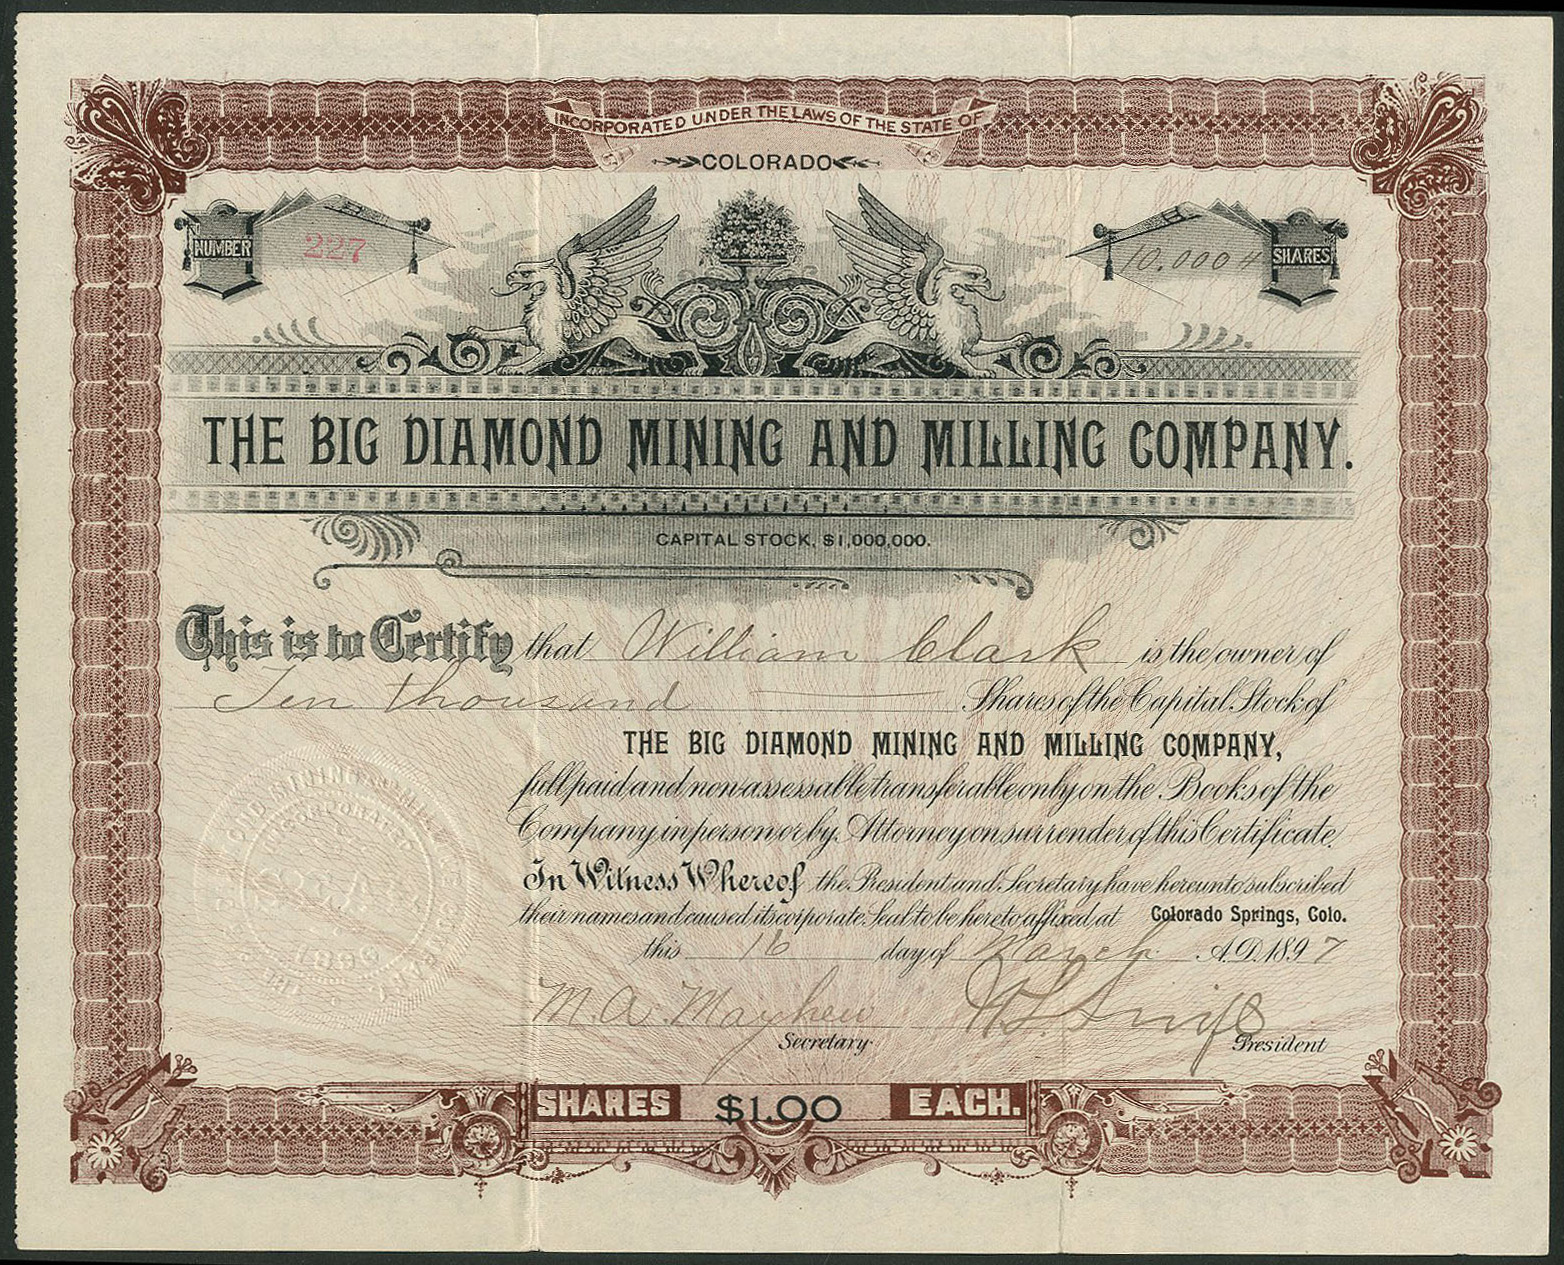 INCORPORATED UNDER THE LAWS OF THE STATE OF
COLORADO
NUMBER 227
10.000 SHARES
THE BIG DIAMOND MINING AND MILLING COMPANY.
CAPITAL STOCK, $1,000,000.
This is to Certify that William Clark is the owner of
Ten thousand Shares of the Capital Stock of
THE BIG DIAMOND MINING AND MILLING COMPANY,
full paid and non-assessable transferable only on the Books of the
Company in person or by Attorney on surrender of this Certificate.
In Witness Whereof the President and Secretary have hereunto subscribed
their names and caused its corporate Seal to be hereto affixed at Colorado Springs, Colo.
this 16 day of March A.D. 1897
M. A. Mayhew
Secretary
President
INCORPORATED
SEAL
1896
SHARES $1.00 EACH.